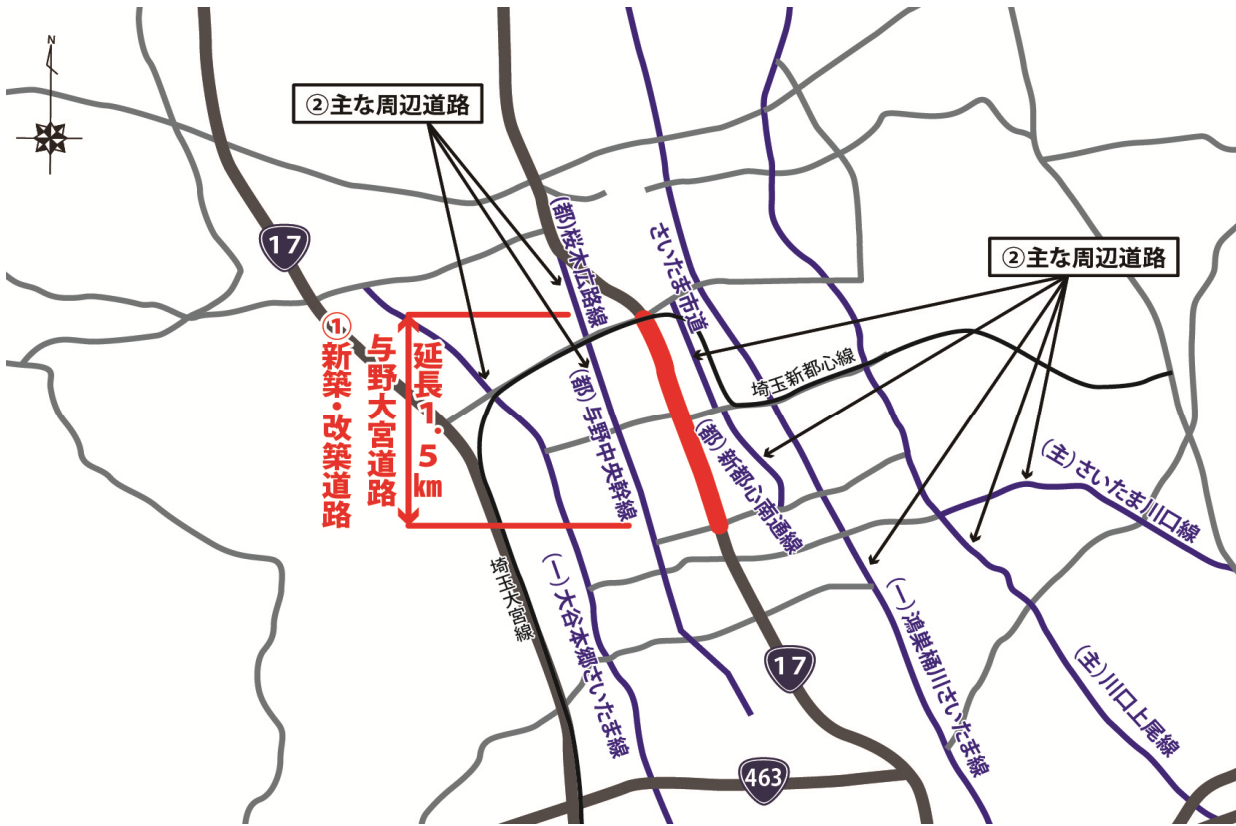 N
②主な周辺道路
17
(都)桜木広路線
さいたま市道
②主な周辺道路
①新築・改築道路
与野大宮道路
延長1.5km
埼玉新都心線
(都)与野中央幹線
(都)新都心南通線
(主)さいたま川口線
埼玉大宮線
(一)大谷本郷さいたま線
17
(一)鴻巣桶川さいたま線
(主)川口上尾線
463